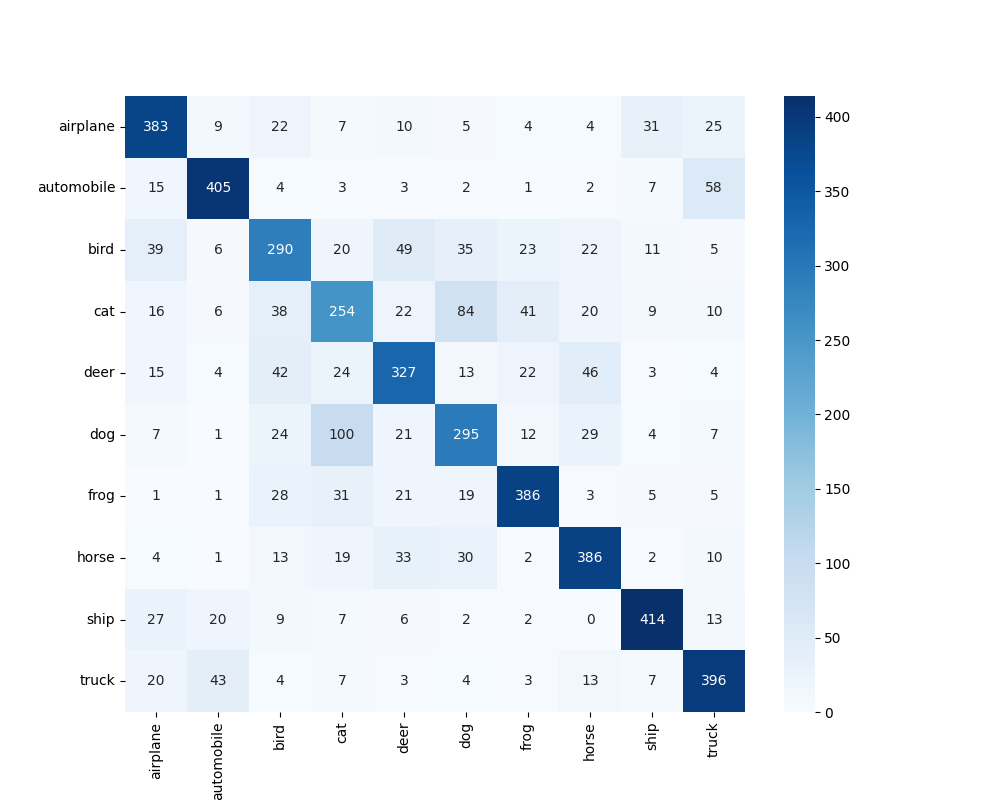 airplane 383 9 22 7 10 5 4 4 31 25
automobile 15 405 4 3 3 2 1 2 7 58
bird 39 6 290 20 49 35 23 22 11 5
cat 16 6 38 254 22 84 41 20 9 10
deer 15 4 42 24 327 13 22 46 3 4
dog 7 1 24 100 21 295 12 29 4 7
frog 1 1 28 31 21 19 386 3 5 5
horse 4 1 13 19 33 30 2 386 2 10
ship 27 20 9 7 6 2 2 0 414 13
truck 20 43 4 7 3 4 3 13 7 396
airplane automobile bird cat deer dog frog horse ship truck
400
350
300
250
200
150
100
50
0